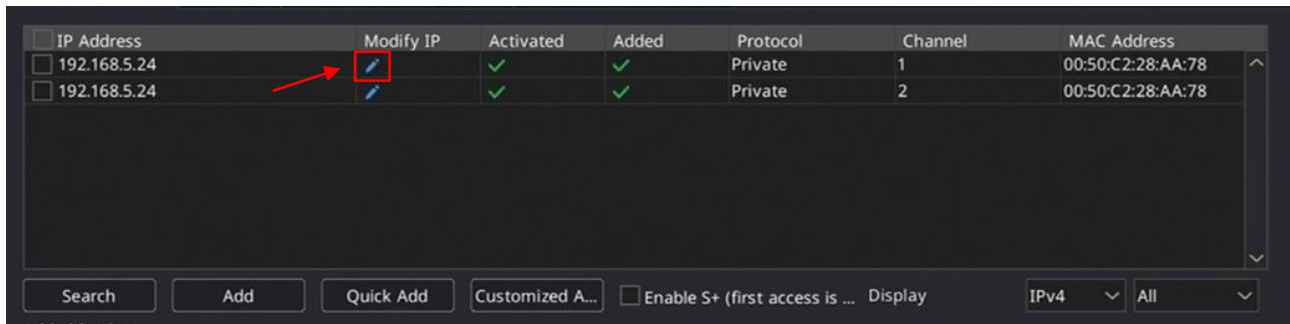 IP Address Modify IP Activated Added Protocol Channel MAC Address
192.168.5.24 Private 1 00:50:C2:28:AA:78
192.168.5.24 Private 2 00:50:C2:28:AA:78
Search Add Quick Add Customized A... Enable S+ (first access is ... Display IPv4 All